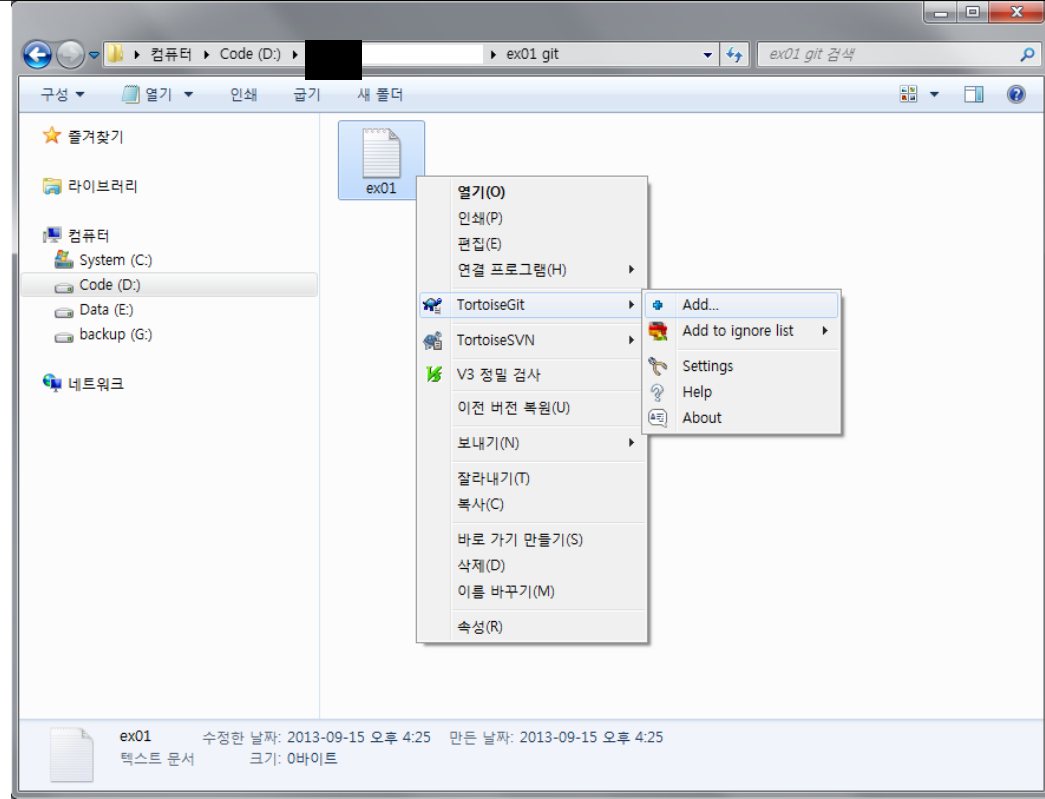 컴퓨터 Code (D:) ex01 git ex01 git 검색
구성 열기 인쇄 굽기 새 폴더
즐겨찾기
라이브러리
컴퓨터
System (C:)
Code (D:)
Data (E:)
backup (G:)
네트워크
ex01
열기(O)
인쇄(P)
편집(E)
연결 프로그램(H)
TortoiseGit
TortoiseSVN
V3 정밀 검사
이전 버전 복원(U)
보내기(N)
잘라내기(T)
복사(C)
바로 가기 만들기(S)
삭제(D)
이름 바꾸기(M)
속성(R)
Add...
Add to ignore list
Settings
Help
About
ex01 수정한 날짜: 2013-09-15 오후 4:25 만든 날짜: 2013-09-15 오후 4:25
텍스트 문서 크기: 0바이트